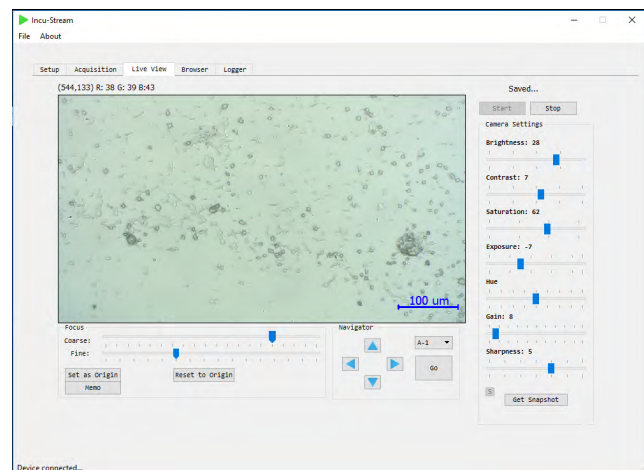 Incu-Stream
File About
Setup Acquisition Live View Browser Logger
(544,133) R: 38 G: 39 B:43
Saved...
Start Stop
Camera Settings
Brightness: 28
Contrast: 7
Saturation: 62
Exposure: -7
Hue
Gain: 8
Sharpness: 5
S
Get Snapshot
100 um
Focus
Coarse:
Fine:
Set as Origin Reset to Origin
Memo
Navigator
A-1
Go
Device connected...